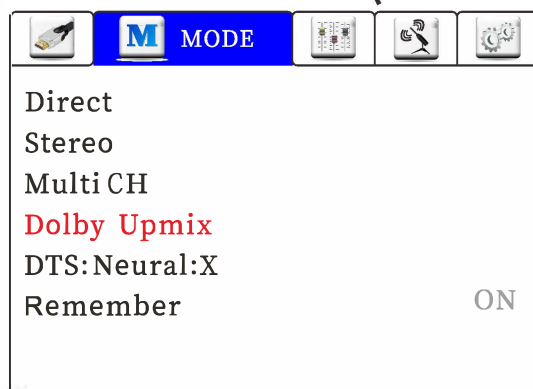 M MODE
Direct
Stereo
Multi CH
Dolby Upmix
DTS:Neural:X
Remember ON